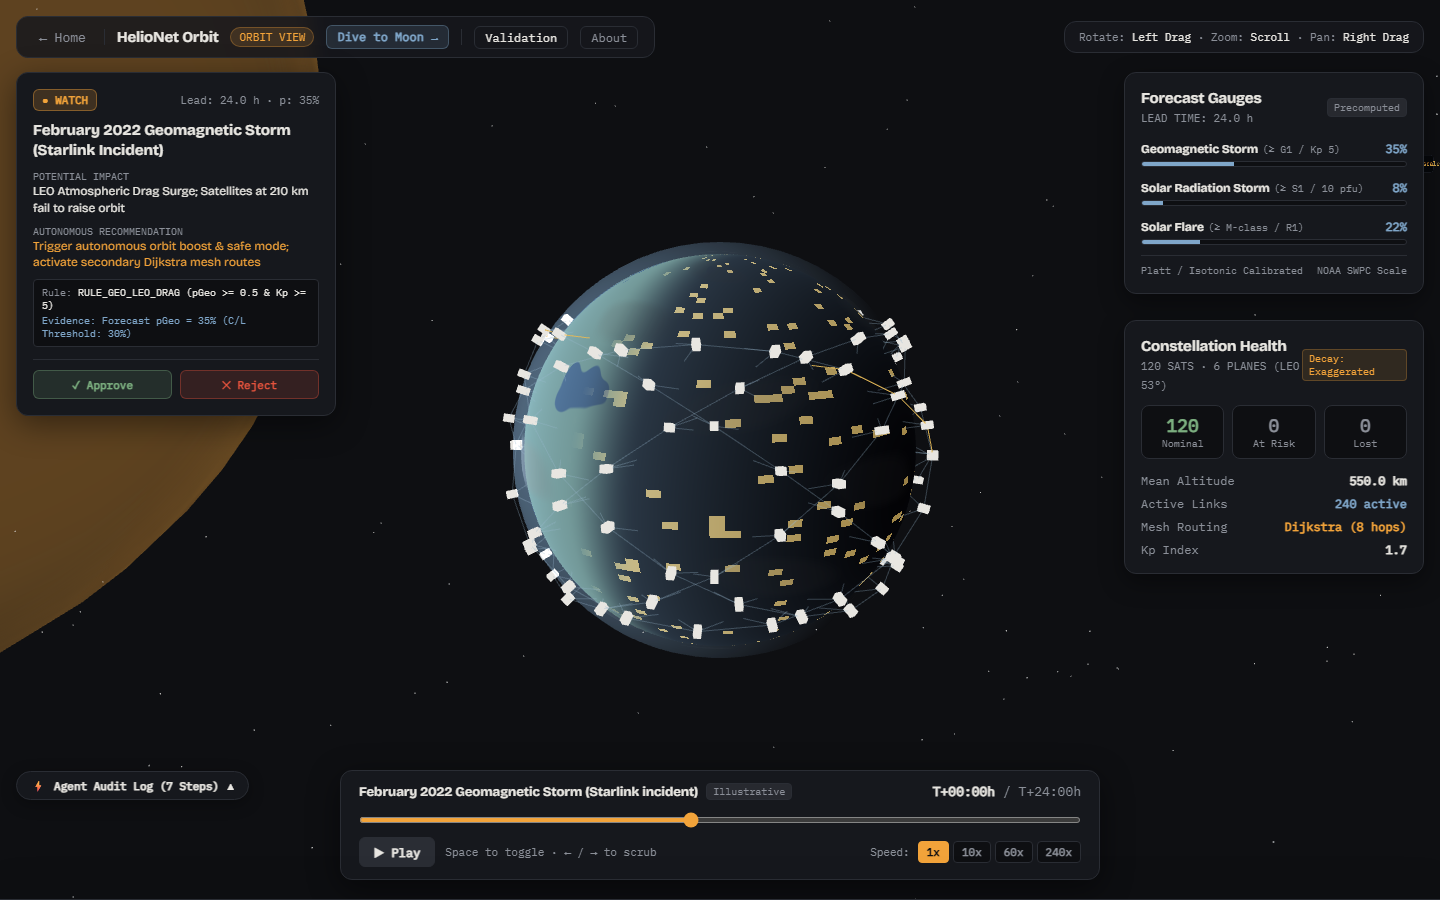 ← Home
HelioNet Orbit
ORBIT VIEW
Dive to Moon →
Validation
About
Rotate: Left Drag · Zoom: Scroll · Pan: Right Drag
• WATCH
Lead: 24.0 h · p: 35%
February 2022 Geomagnetic Storm
(Starlink Incident)
POTENTIAL IMPACT
LEO Atmospheric Drag Surge; Satellites at 210 km
fail to raise orbit
AUTONOMOUS RECOMMENDATION
Trigger autonomous orbit boost & safe mode;
activate secondary Dijkstra mesh routes
Rule: RULE_GEO_LEO_DRAG (pGeo >= 0.5 & Kp >=
5)
Evidence: Forecast pGeo = 35% (C/L
Threshold: 30%)
✓ Approve
✕ Reject
Forecast Gauges
LEAD TIME: 24.0 h
Precomputed
Geomagnetic Storm (≥ G1 / Kp 5) 35%
Solar Radiation Storm (≥ S1 / 10 pfu) 8%
Solar Flare (≥ M-class / R1) 22%
Platt / Isotonic Calibrated NOAA SWPC Scale
Constellation Health
120 SATS · 6 PLANES (LEO
53°)
Decay:
Exaggerated
120
Nominal
0
At Risk
0
Lost
Mean Altitude 550.0 km
Active Links 240 active
Mesh Routing Dijkstra (8 hops)
Kp Index 1.7
Agent Audit Log (7 Steps) ▲
February 2022 Geomagnetic Storm (Starlink incident)
Illustrative
T+00:00h / T+24:00h
▶ Play
Space to toggle · ← / → to scrub
Speed: 1x 10x 60x 240x